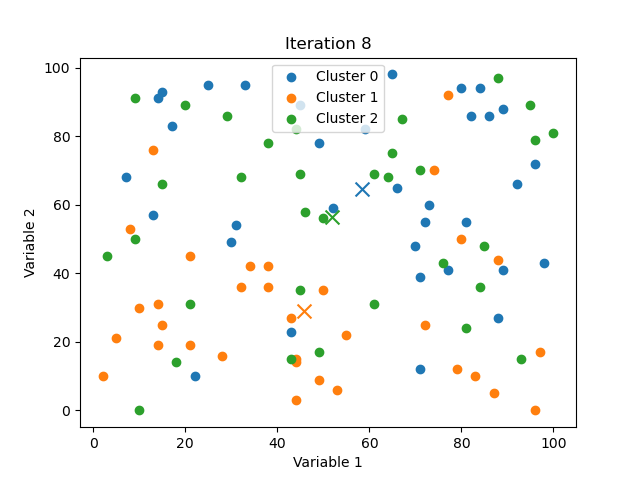 Iteration 8
Cluster 0
Cluster 1
Cluster 2
100
80
60
40
20
0
Variable 2
0 20 40 60 80 100
Variable 1